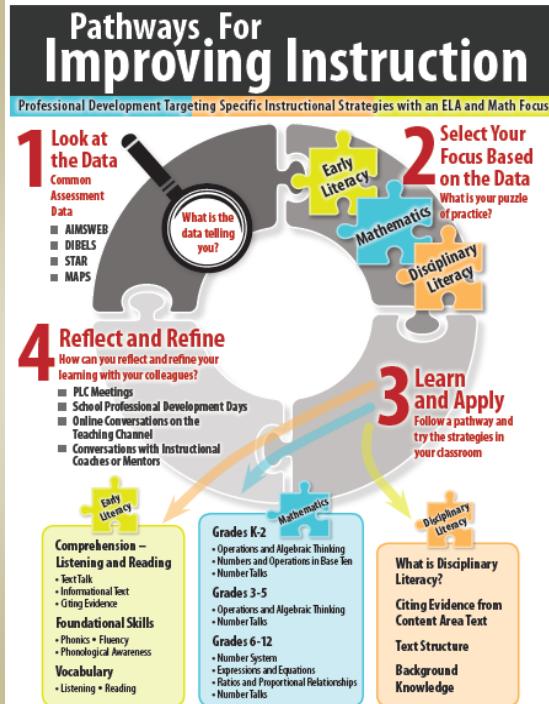 Pathways For
Improving Instruction
Professional Development Targeting Specific Instructional Strategies with an ELA and Math Focus
1 Look at
the Data
Common
Assessment
Data
■ AIMSWEB
■ DIBELS
■ STAR
■ MAPS
What is the
data telling
you?
Early
Literacy
Mathematics
Disciplinary
Literacy
2 Select Your
Focus Based
on the Data
What is your puzzle
of practice?
3 Learn
and Apply
Follow a pathway and
try the strategies in
your classroom
4 Reflect and Refine
How can you reflect and refine your
learning with your colleagues?
■ PLC Meetings
■ School Professional Development Days
■ Online Conversations on the
Teaching Channel
■ Conversations with Instructional
Coaches or Mentors
Early
Literacy
Comprehension –
Listening and Reading
• Text Talk
• Informational Text
• Citing Evidence
Foundational Skills
• Phonics • Fluency
• Phonological Awareness
Vocabulary
• Listening • Reading
Mathematics
Grades K-2
• Operations and Algebraic Thinking
• Numbers and Operations in Base Ten
• Number Talks
Grades 3-5
• Operations and Algebraic Thinking
• Number Talks
Grades 6-12
• Number System
• Expressions and Equations
• Ratios and Proportional Relationships
• Number Talks
Disciplinary
Literacy
What is Disciplinary
Literacy?
Citing Evidence from
Content Area Text
Text Structure
Background
Knowledge